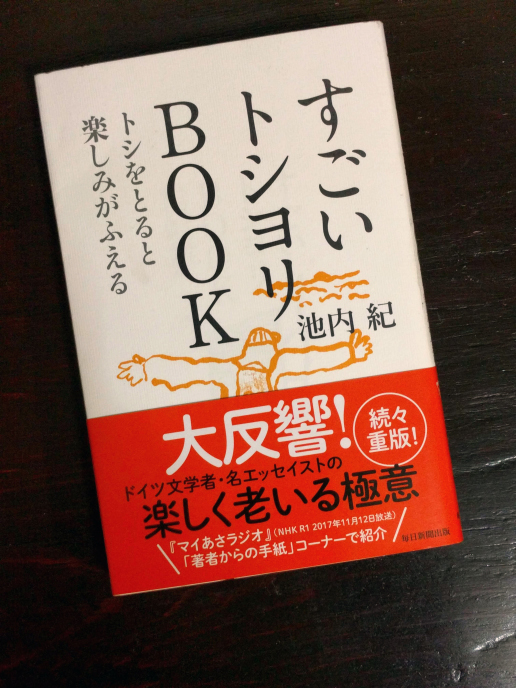 すごい
トシヨリ
BOOK
トシをとると
楽しみがふえる
池内 紀
大反響!
続々
重版!
ドイツ文学者・名エッセイストの
楽しく老いる極意
『マイあさラジオ』(NHK R1 2017年11月12日放送)
「著者からの手紙」コーナーで紹介
毎日新聞出版